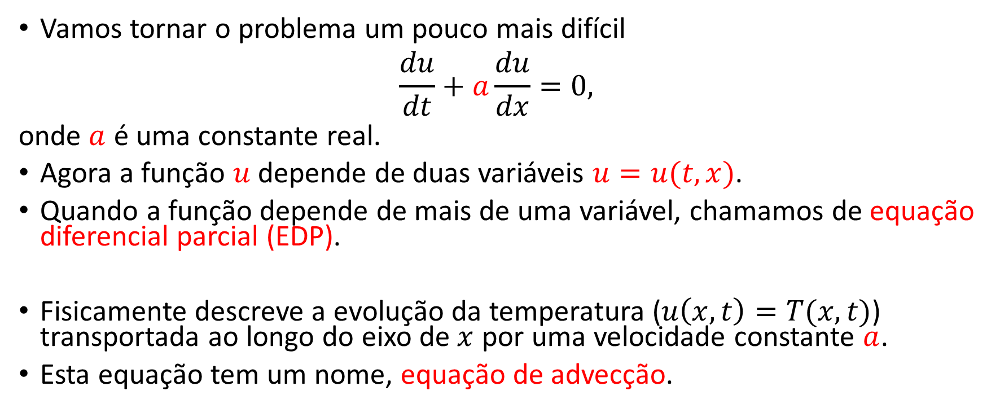 • Vamos tornar o problema um pouco mais difícil
du/dt + a du/dx = 0,
onde a é uma constante real.
• Agora a função u depende de duas variáveis u = u(t, x).
• Quando a função depende de mais de uma variável, chamamos de equação
diferencial parcial (EDP).
• Fisicamente descreve a evolução da temperatura (u(x, t) = T(x, t))
transportada ao longo do eixo de x por uma velocidade constante a.
• Esta equação tem um nome, equação de advecção.